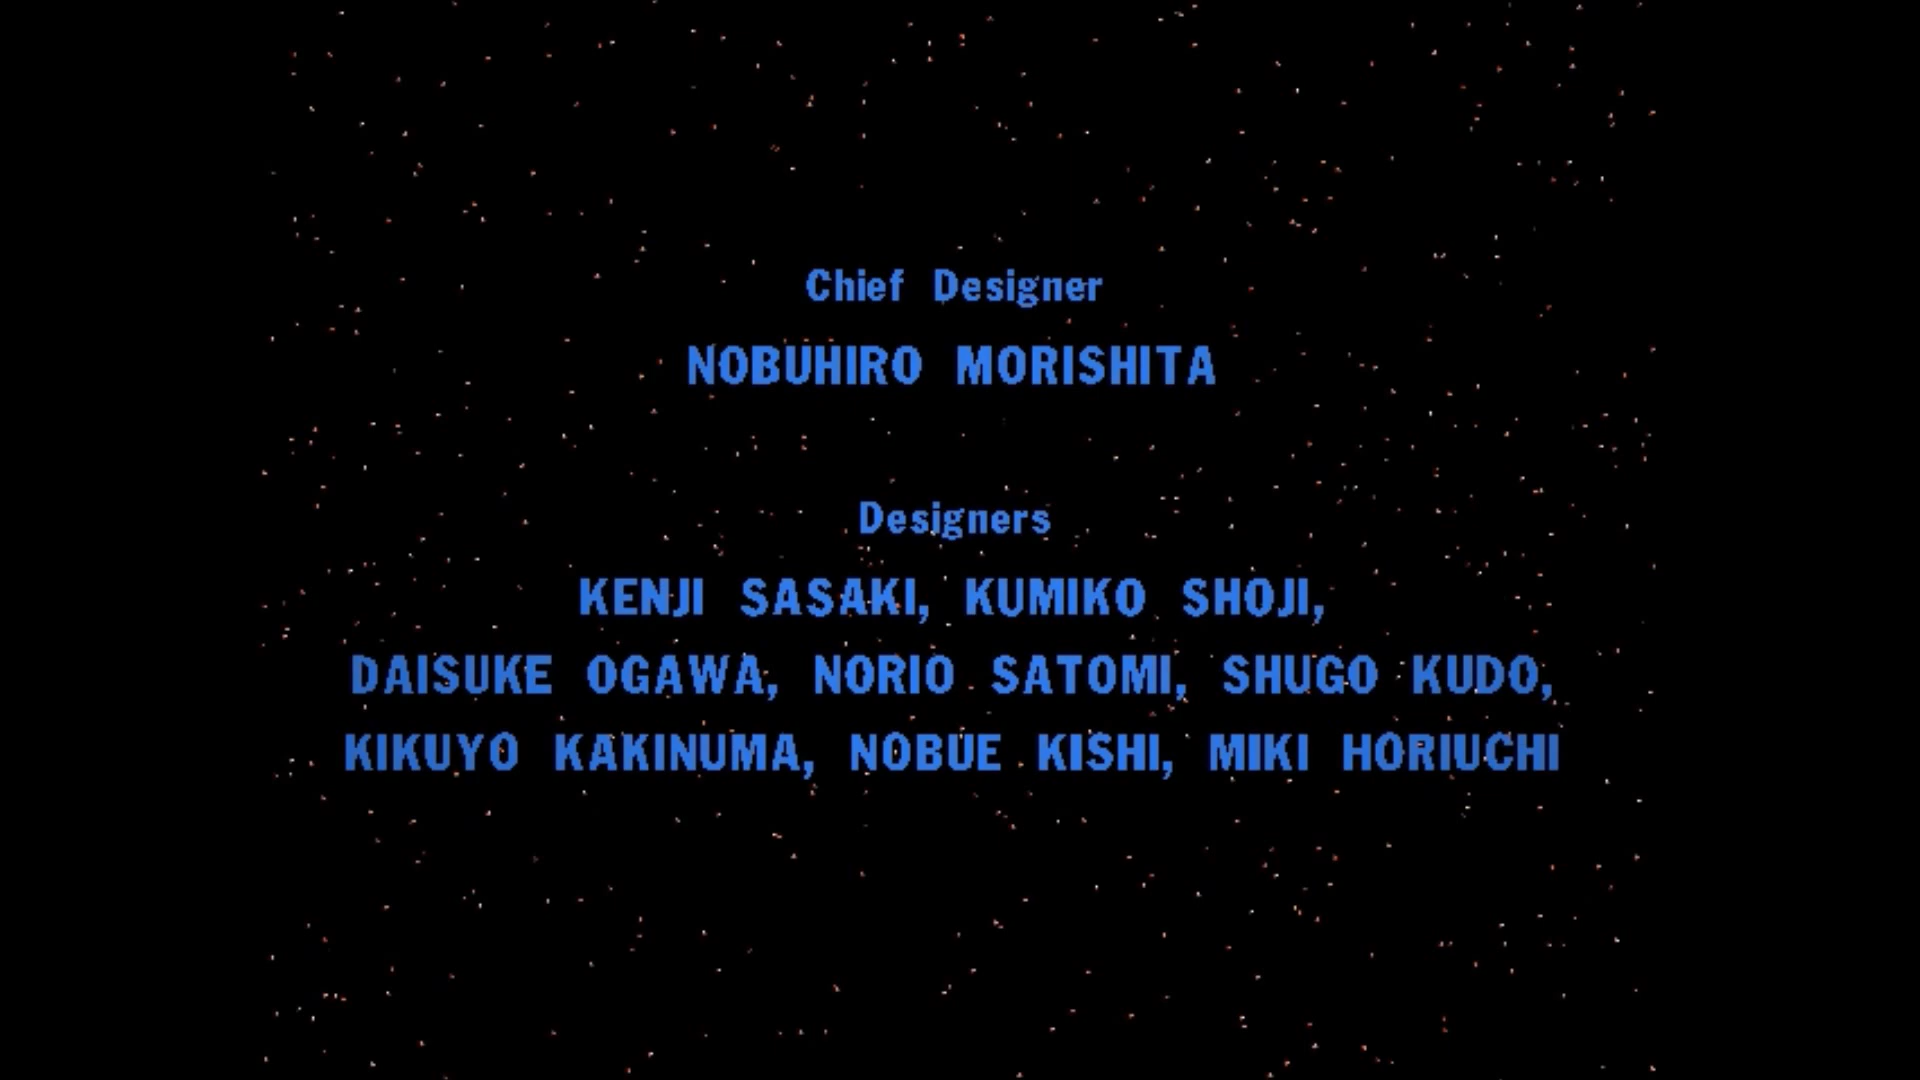 Chief Designer
NOBUHIRO MORISHITA
Designers
KENJI SASAKI, KUMIKO SHOJI,
DAISUKE OGAWA, NORIO SATOMI, SHUGO KUDO,
KIKUYO KAKINUMA, NOBUE KISHI, MIKI HORIUCHI